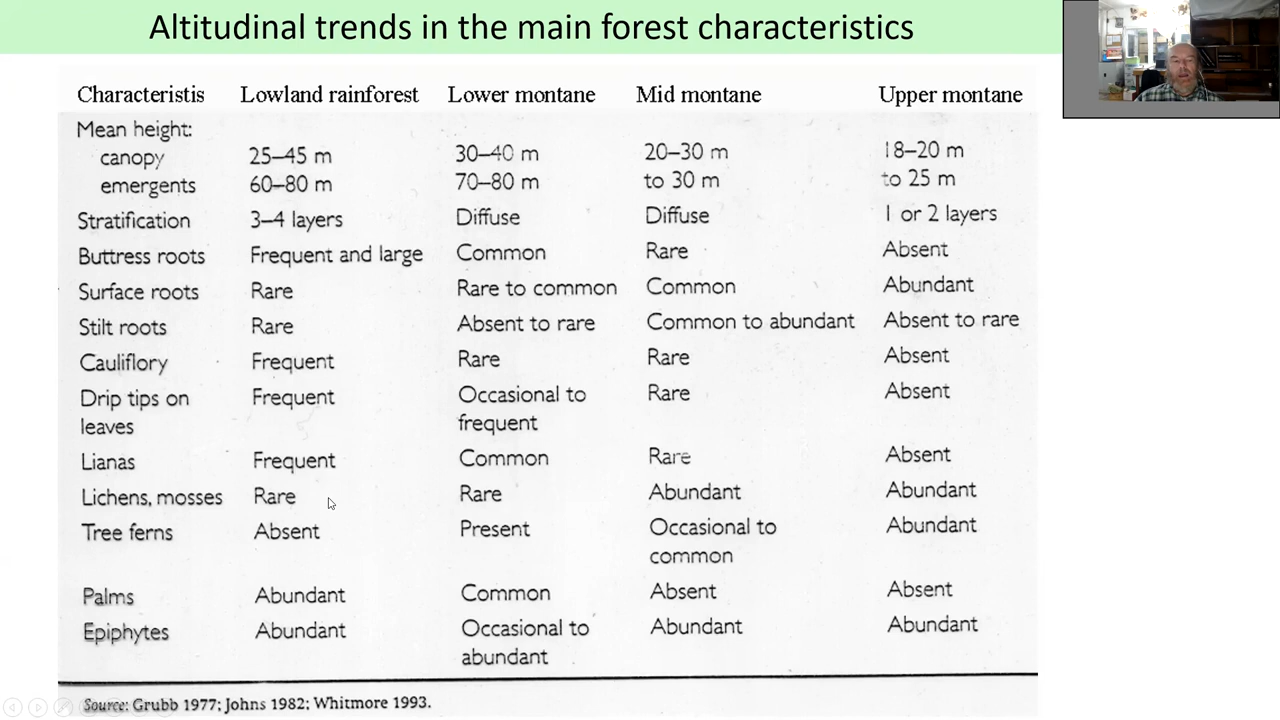 Altitudinal trends in the main forest characteristics
Characteristis Lowland rainforest Lower montane Mid montane Upper montane
Mean height:
canopy 25–45 m 30–40 m 20–30 m 18–20 m
emergents 60–80 m 70–80 m to 30 m to 25 m
Stratification 3–4 layers Diffuse Diffuse 1 or 2 layers
Buttress roots Frequent and large Common Rare Absent
Surface roots Rare Rare to common Common Abundant
Stilt roots Rare Absent to rare Common to abundant Absent to rare
Cauliflory Frequent Rare Rare Absent
Drip tips on Frequent Occasional to Rare Absent
leaves frequent
Lianas Frequent Common Rare Absent
Lichens, mosses Rare Rare Abundant Abundant
Tree ferns Absent Present Occasional to Abundant
common
Palms Abundant Common Absent Absent
Epiphytes Abundant Occasional to Abundant Abundant
abundant
Source: Grubb 1977; Johns 1982; Whitmore 1993.